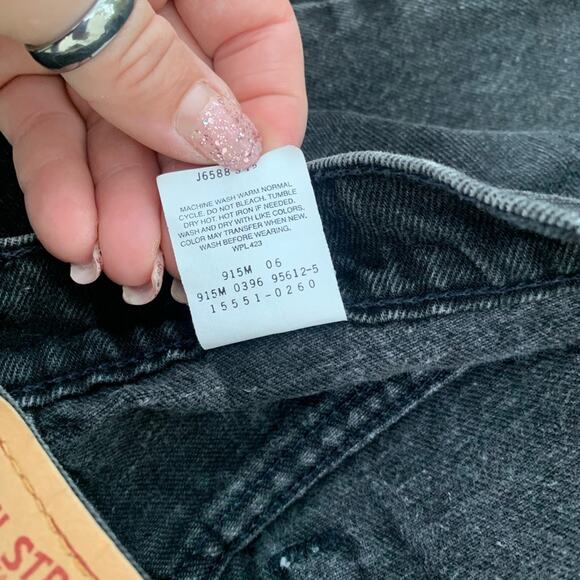 J6588
MACHINE WASH WARM NORMAL
CYCLE. DO NOT BLEACH. TUMBLE
DRY HOT. HOT IRON IF NEEDED.
WASH AND DRY WITH LIKE COLORS.
COLOR MAY TRANSFER WHEN NEW.
WASH BEFORE WEARING.
WPL423
915M 06
915M 0396 95612-5
15551-0260
STR